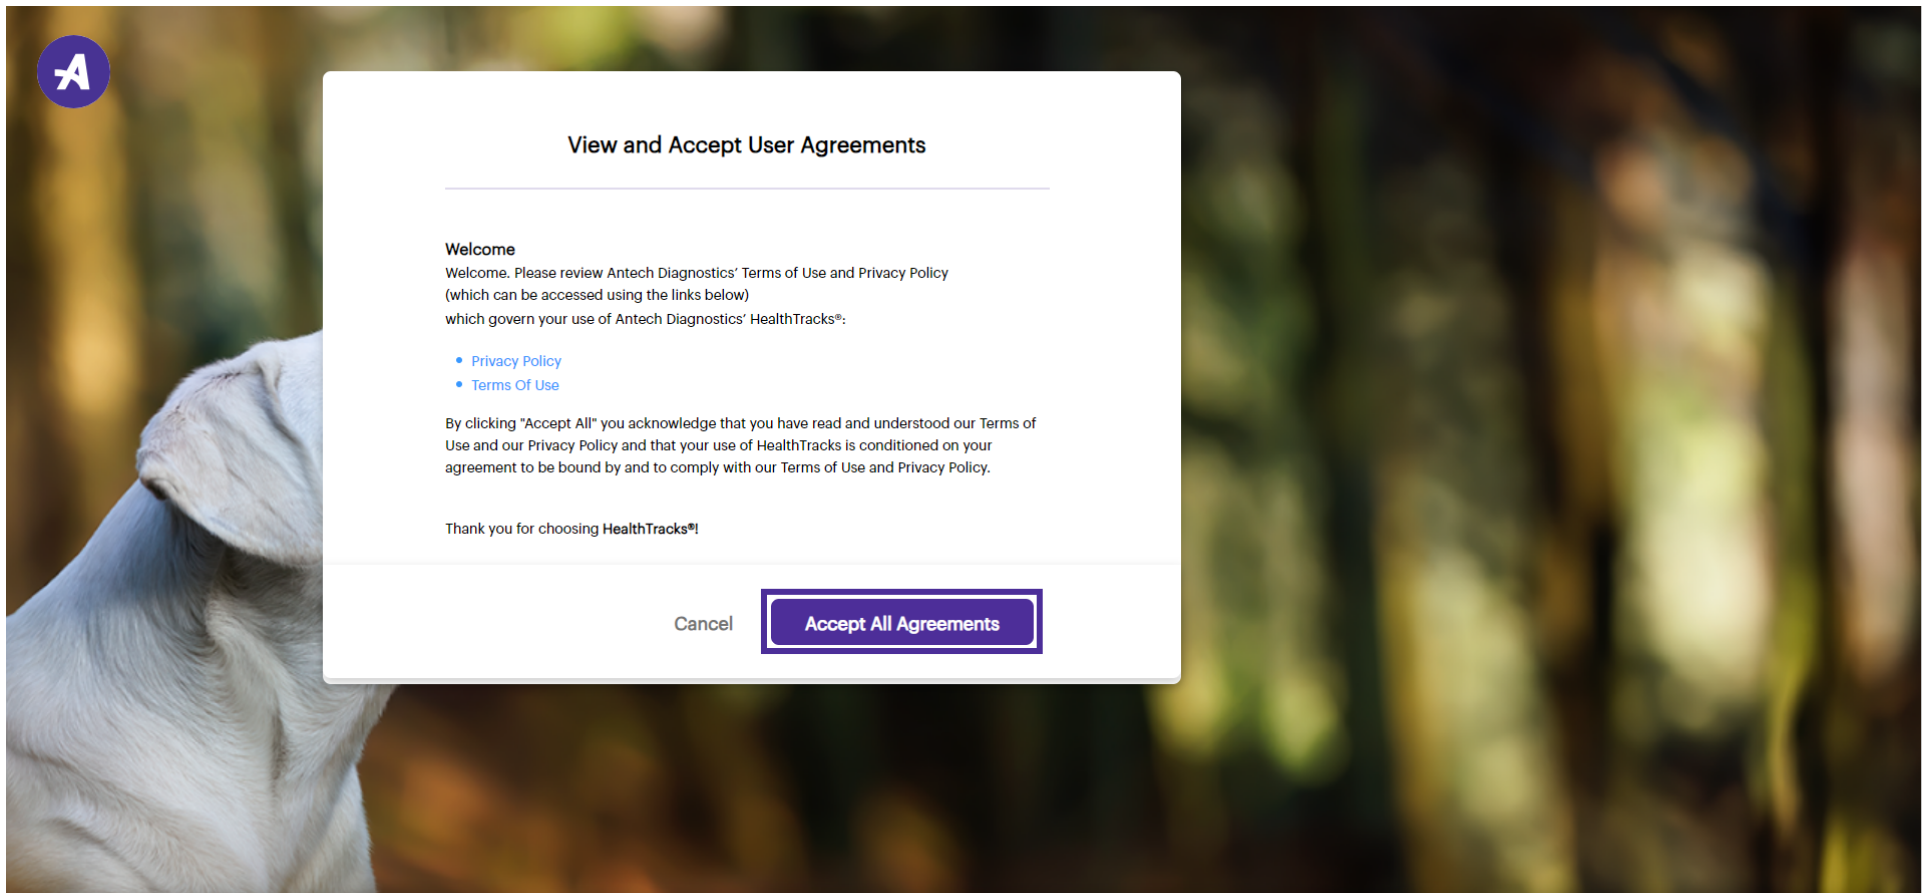 A
View and Accept User Agreements
Welcome
Welcome. Please review Antech Diagnostics’ Terms of Use and Privacy Policy
(which can be accessed using the links below)
which govern your use of Antech Diagnostics’ HealthTracks®:
Privacy Policy
Terms Of Use
By clicking "Accept All" you acknowledge that you have read and understood our Terms of
Use and our Privacy Policy and that your use of HealthTracks is conditioned on your
agreement to be bound by and to comply with our Terms of Use and Privacy Policy.
Thank you for choosing HealthTracks®!
Cancel
Accept All Agreements